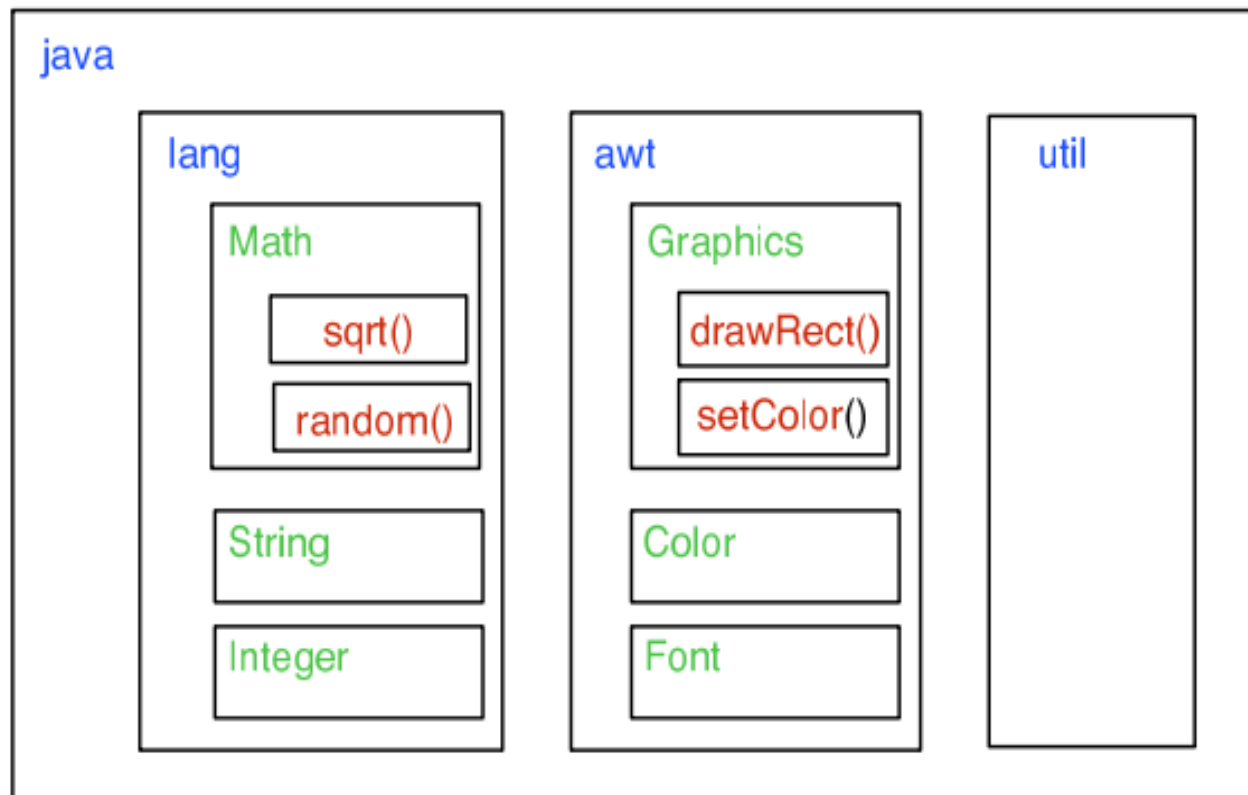 java
lang
Math
sqrt()
random()
String
Integer
awt
Graphics
drawRect()
setColor()
Color
Font
util